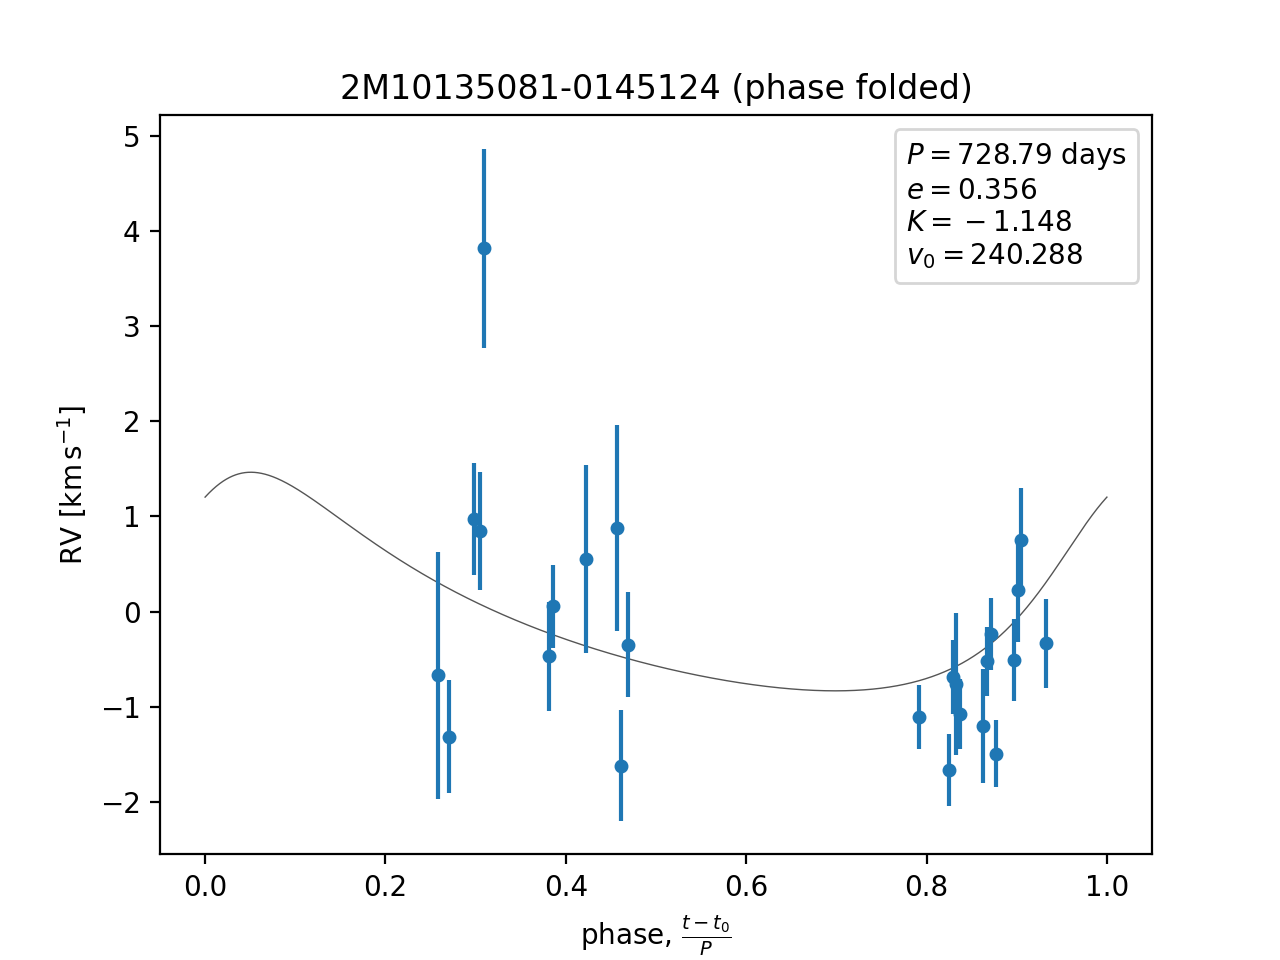 2M10135081-0145124 (phase folded)
P = 728.79 days
e = 0.356
K = −1.148
v₀ = 240.288
RV [km s⁻¹]
5
4
3
2
1
0
−1
−2
0.0 0.2 0.4 0.6 0.8 1.0
phase, (t − t₀)/P